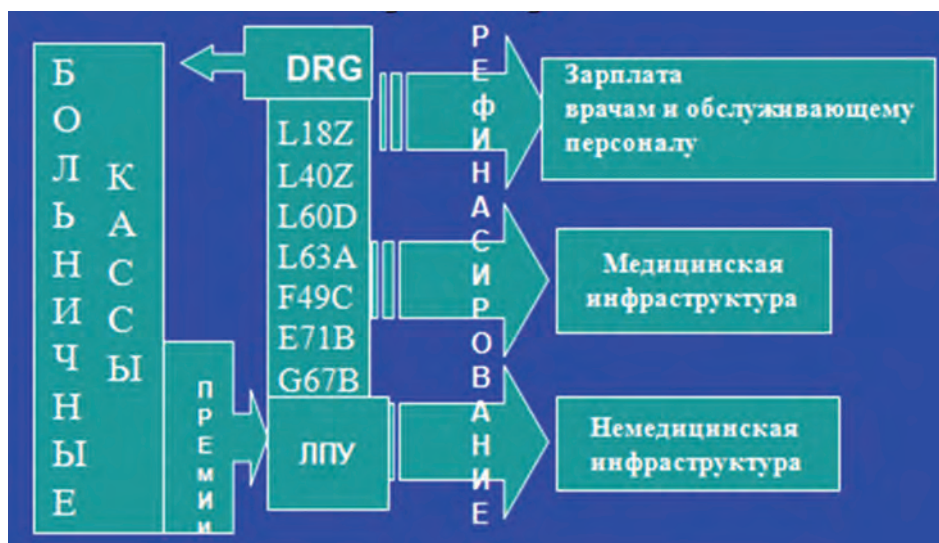 БОЛЬНИЧНЫЕ
КАССЫ
ПРЕМИИ
DRG
L18Z
L40Z
L60D
L63A
F49C
E71B
G67B
ЛПУ
РЕфИНАСИРОВАНИЕ
Зарплата
врачам и обслуживающему
персоналу
Медицинская
инфраструктура
Немедицинская
инфраструктура